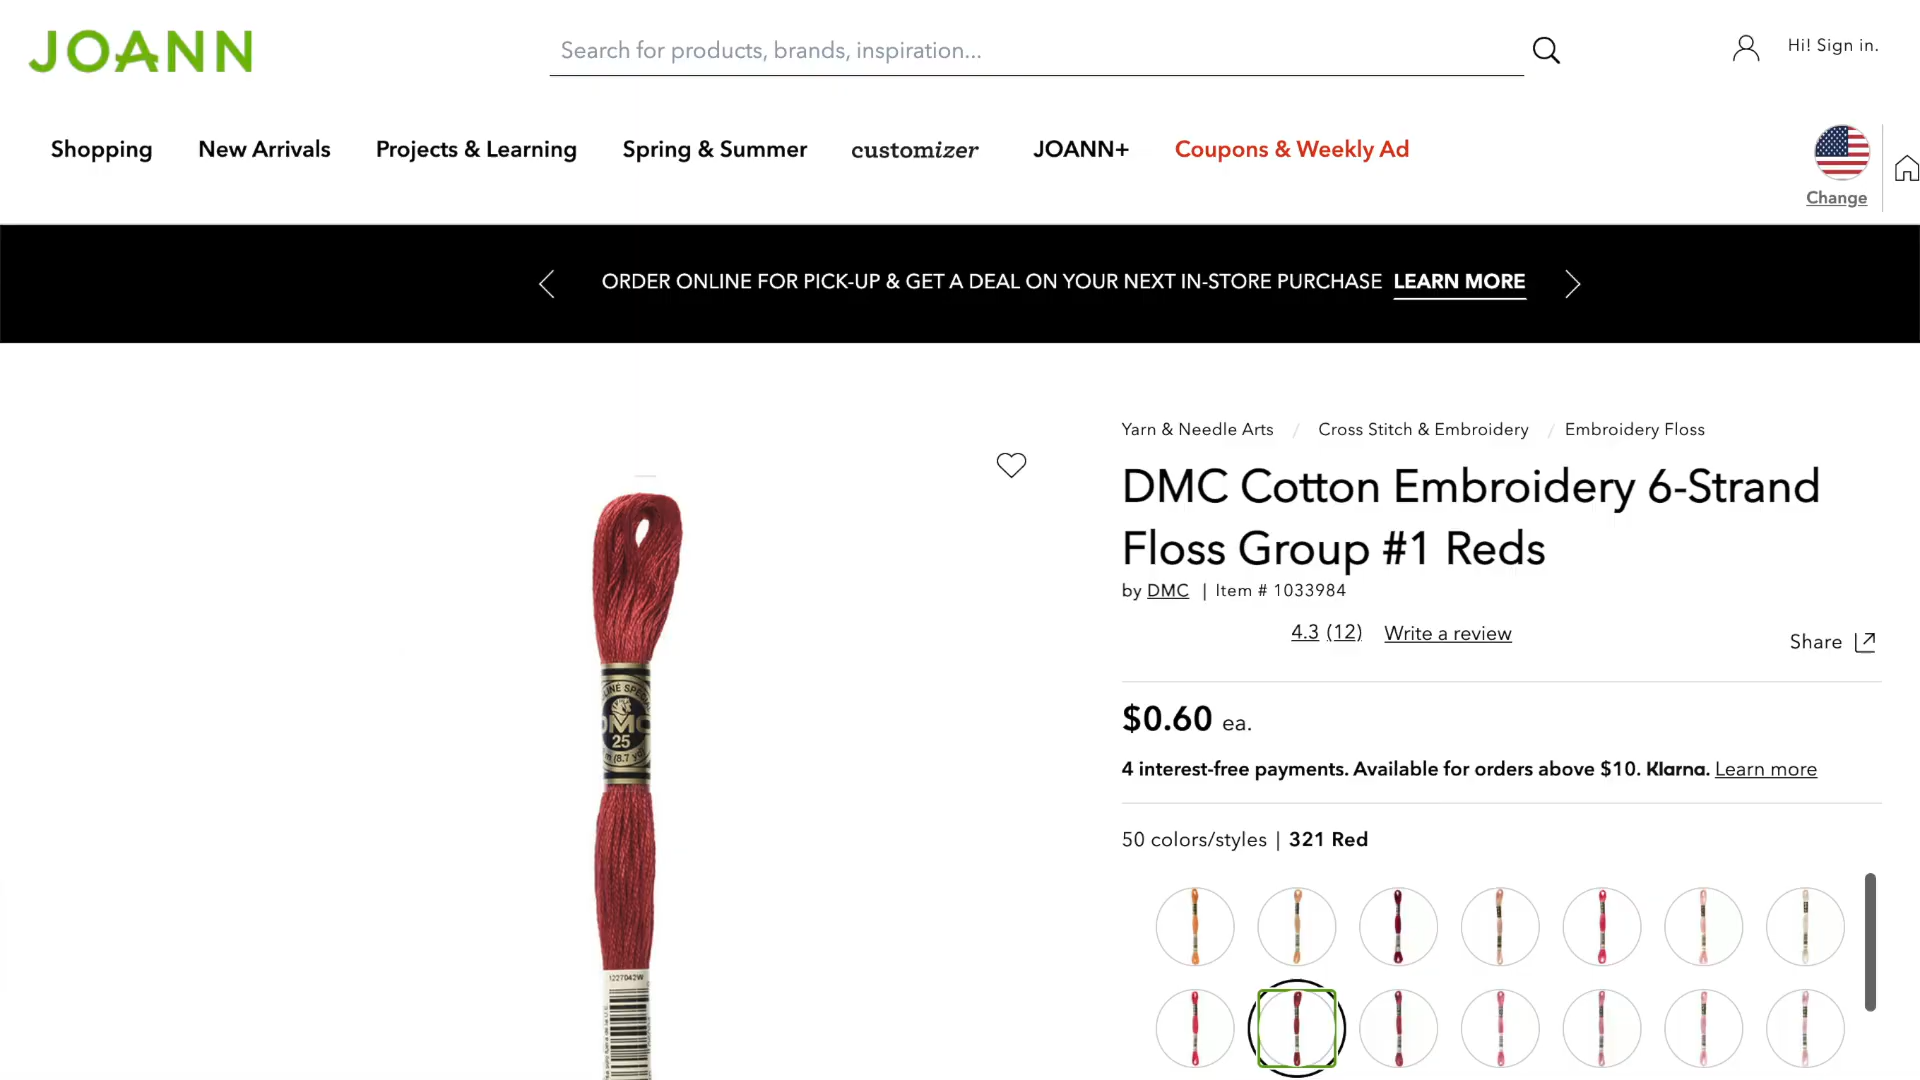 JOANN
Search for products, brands, inspiration...
Hi! Sign in.
Shopping
New Arrivals
Projects & Learning
Spring & Summer
customizer
JOANN+
Coupons & Weekly Ad
Change
ORDER ONLINE FOR PICK-UP & GET A DEAL ON YOUR NEXT IN-STORE PURCHASE LEARN MORE
Yarn & Needle Arts / Cross Stitch & Embroidery / Embroidery Floss
DMC Cotton Embroidery 6-Strand
Floss Group #1 Reds
by DMC | Item # 1033984
4.3 (12) Write a review
Share
$0.60 ea.
4 interest-free payments. Available for orders above $10. Klarna. Learn more
50 colors/styles | 321 Red
DMC
25
m (8.7 yd)
1227042W